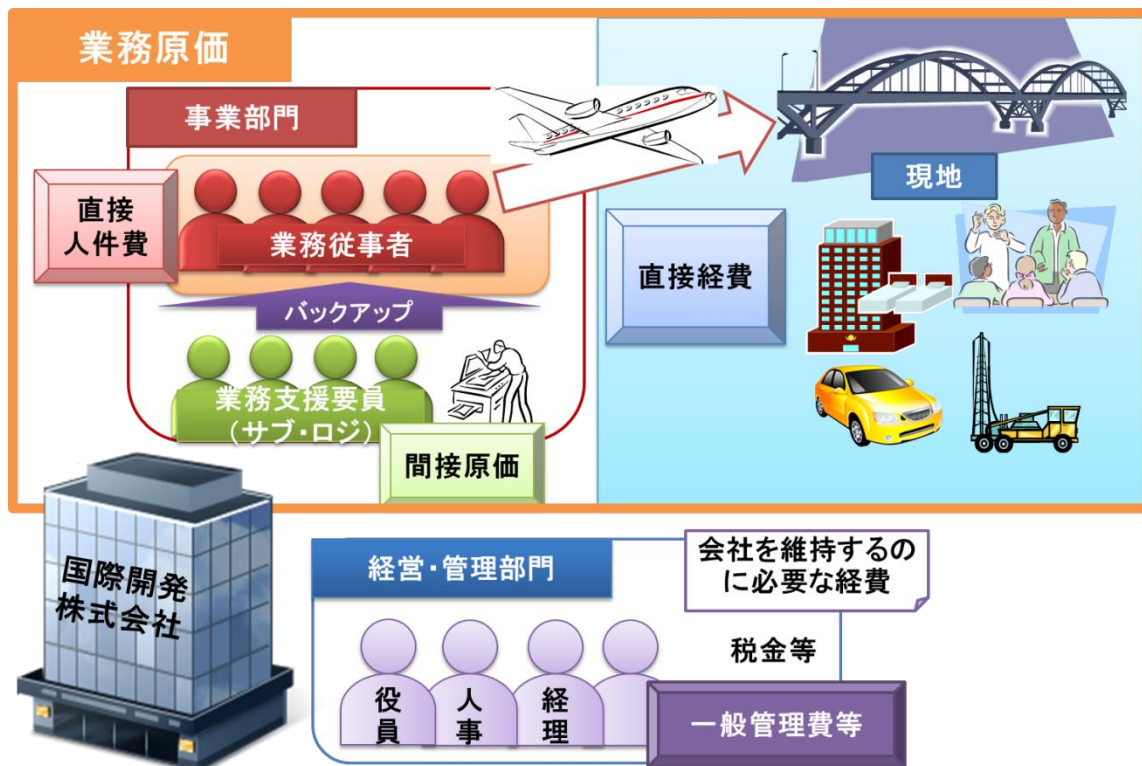 業務原価
事業部門
直接
人件費
業務従事者
バックアップ
業務支援要員
（サブ・ロジ）
間接原価
現地
直接経費
国際開発
株式会社
経営・管理部門
会社を維持するの
に必要な経費
税金等
役員
人事
経理
一般管理費等